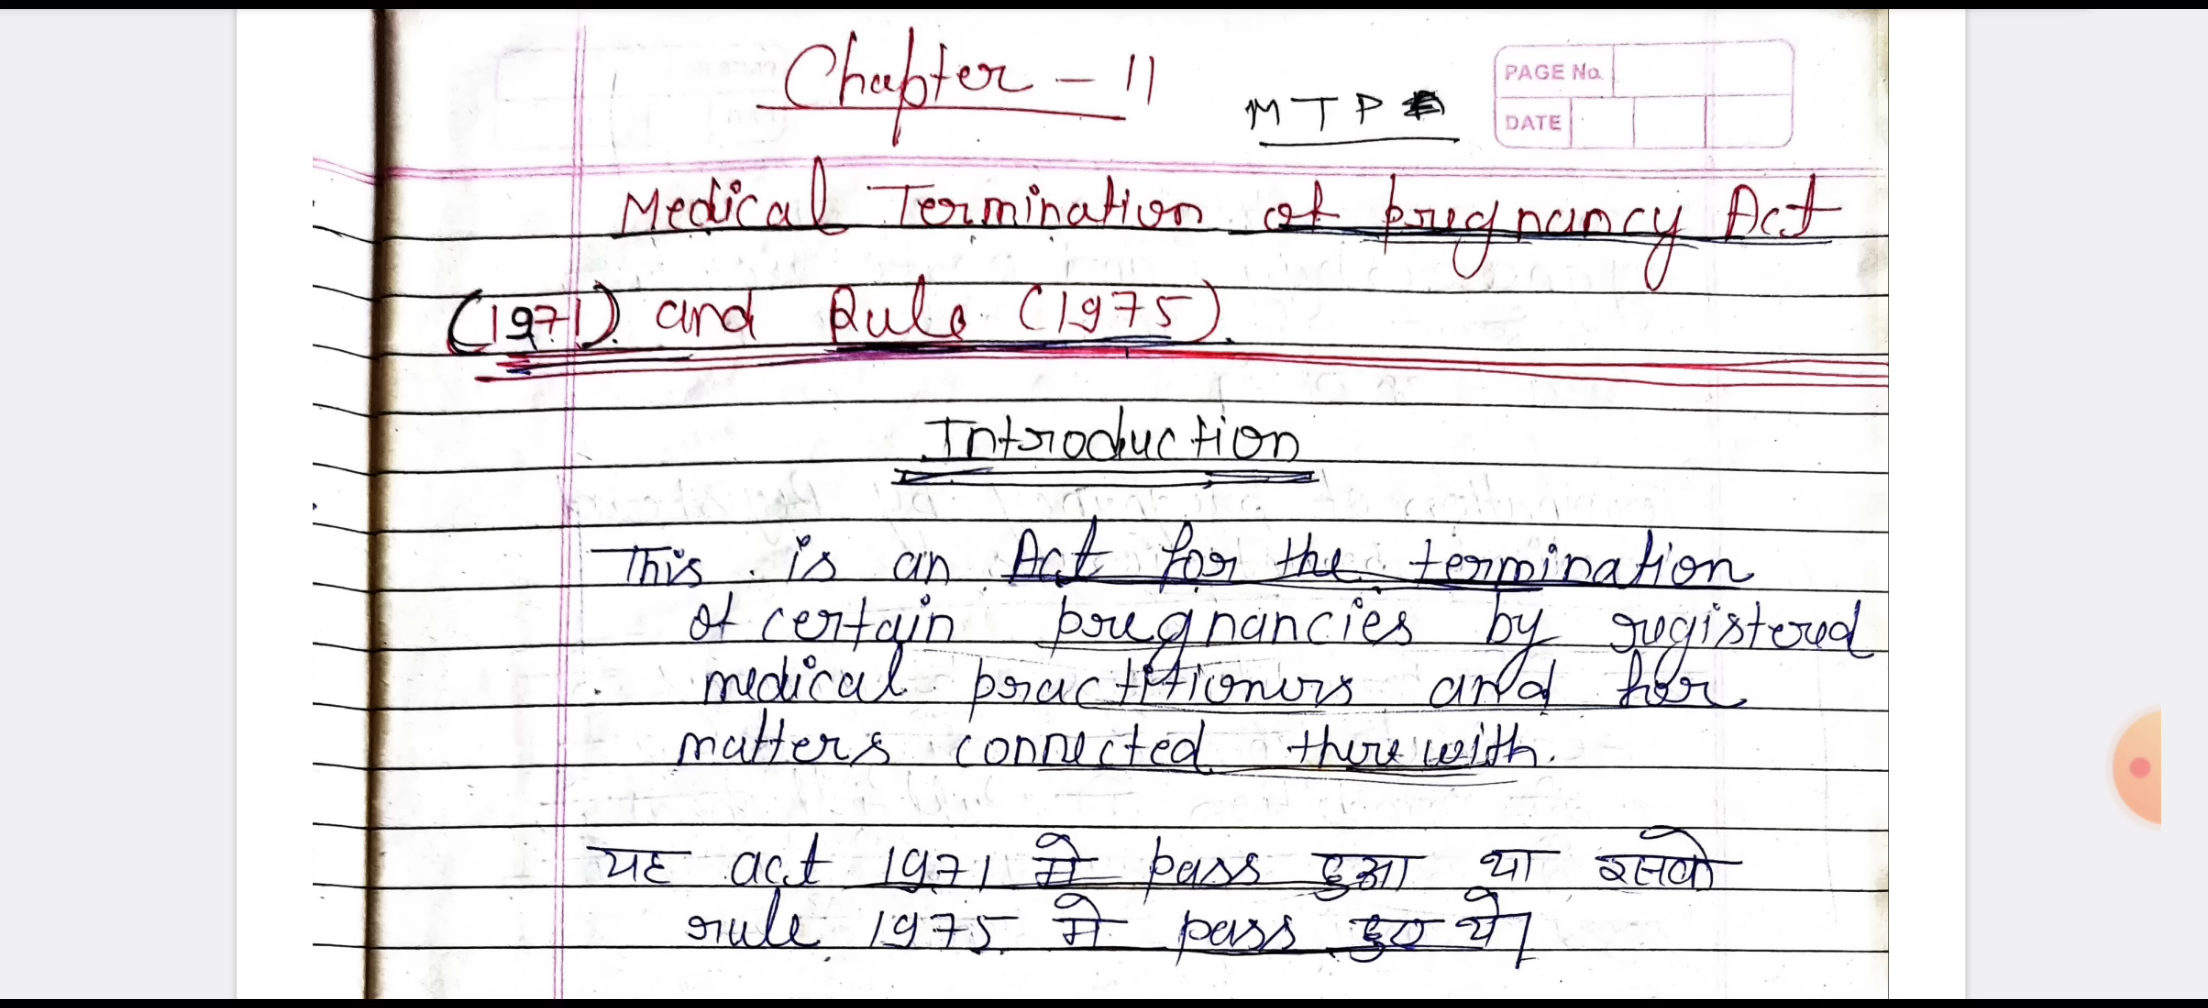 Chapter - 11
MTP
PAGE No.
DATE
Medical Termination of pregnancy Act
(1971) and Rule (1975).
Introduction
This is an Act for the termination
of certain pregnancies by registered
medical practitioners and for
matters connected there with.
यह act 1971 मे pass हुआ था इसके
rule 1975 मे pass हुए थे।